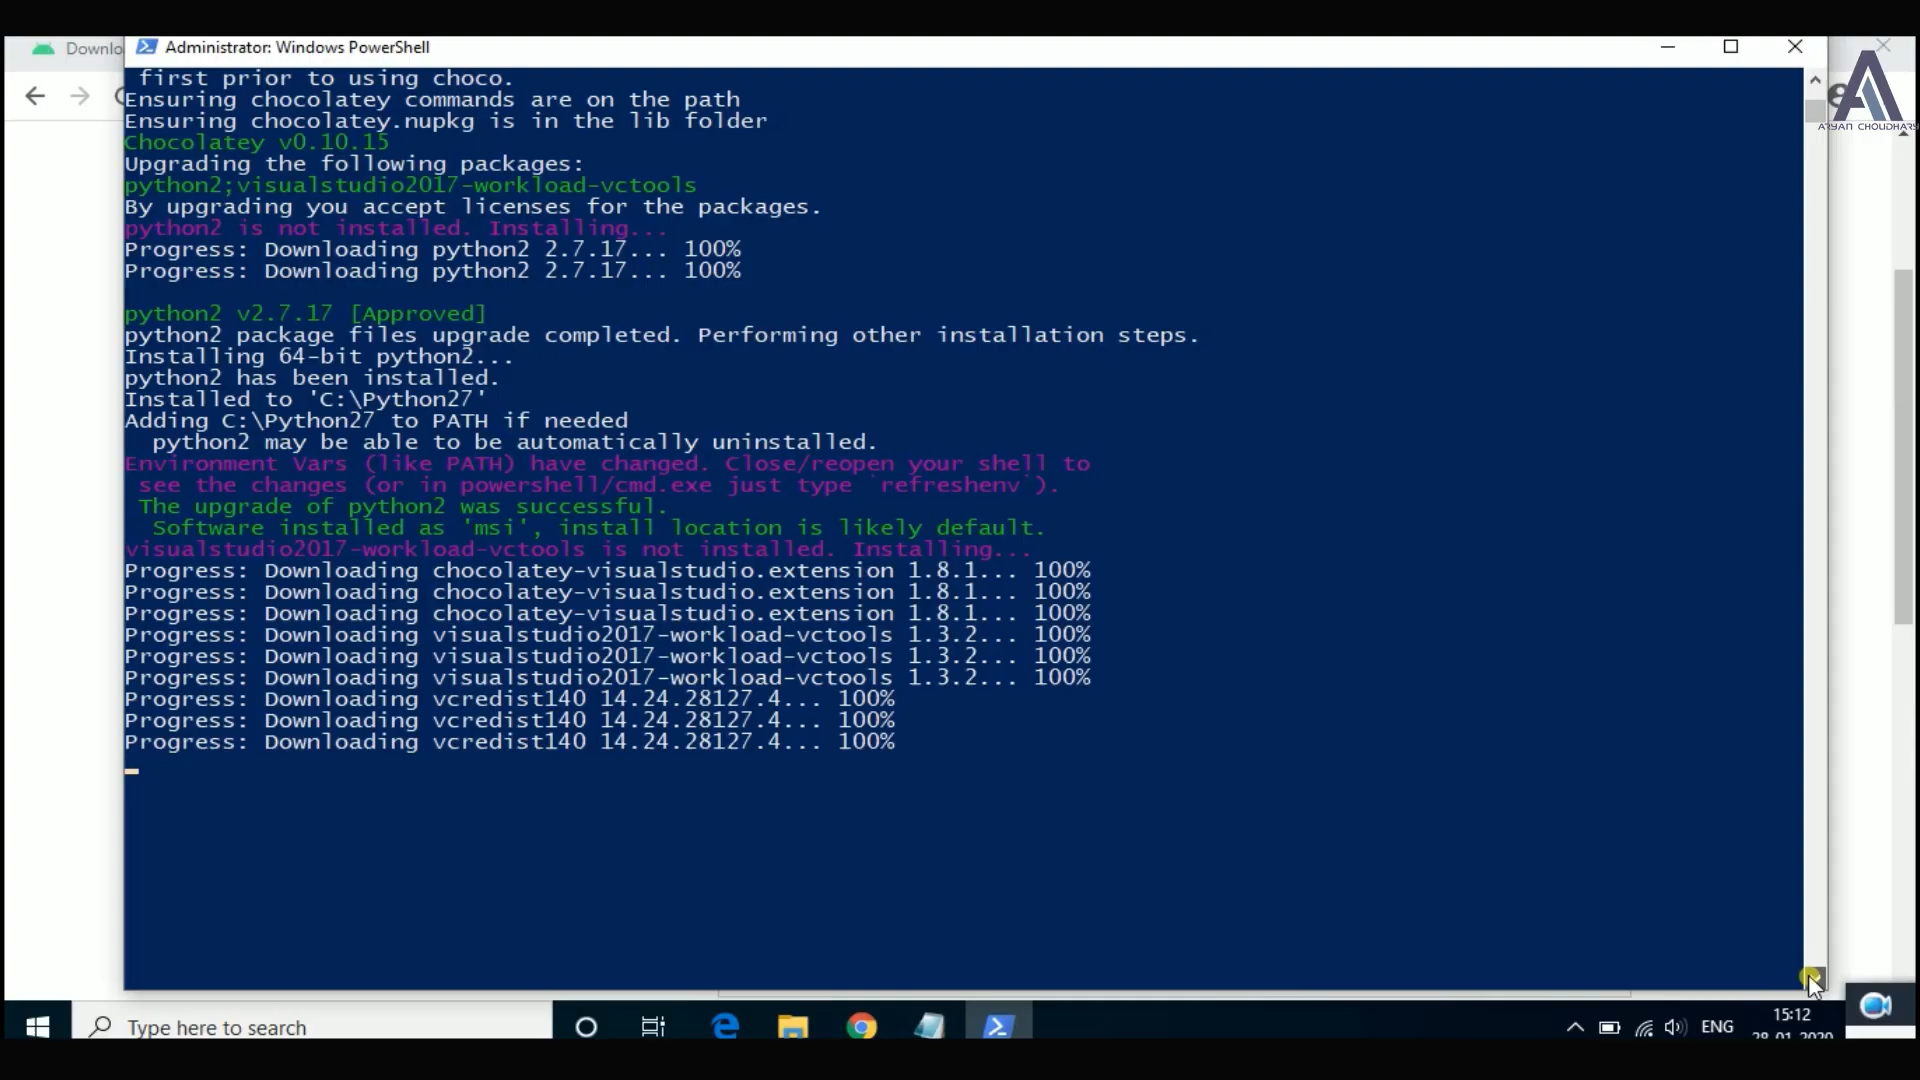 Downlo
Administrator: Windows PowerShell
first prior to using choco.
Ensuring chocolatey commands are on the path
Ensuring chocolatey.nupkg is in the lib folder
Chocolatey v0.10.15
Upgrading the following packages:
python2;visualstudio2017-workload-vctools
By upgrading you accept licenses for the packages.
python2 is not installed. Installing...
Progress: Downloading python2 2.7.17... 100%
Progress: Downloading python2 2.7.17... 100%
python2 v2.7.17 [Approved]
python2 package files upgrade completed. Performing other installation steps.
Installing 64-bit python2...
python2 has been installed.
Installed to 'C:\Python27'
Adding C:\Python27 to PATH if needed
python2 may be able to be automatically uninstalled.
Environment Vars (like PATH) have changed. Close/reopen your shell to
see the changes (or in powershell/cmd.exe just type `refreshenv`).
The upgrade of python2 was successful.
Software installed as 'msi', install location is likely default.
visualstudio2017-workload-vctools is not installed. Installing...
Progress: Downloading chocolatey-visualstudio.extension 1.8.1... 100%
Progress: Downloading chocolatey-visualstudio.extension 1.8.1... 100%
Progress: Downloading chocolatey-visualstudio.extension 1.8.1... 100%
Progress: Downloading visualstudio2017-workload-vctools 1.3.2... 100%
Progress: Downloading visualstudio2017-workload-vctools 1.3.2... 100%
Progress: Downloading visualstudio2017-workload-vctools 1.3.2... 100%
Progress: Downloading vcredist140 14.24.28127.4... 100%
Progress: Downloading vcredist140 14.24.28127.4... 100%
Progress: Downloading vcredist140 14.24.28127.4... 100%
ARYAN CHOUDHARY
Type here to search
ENG
15:12
28-01-2020